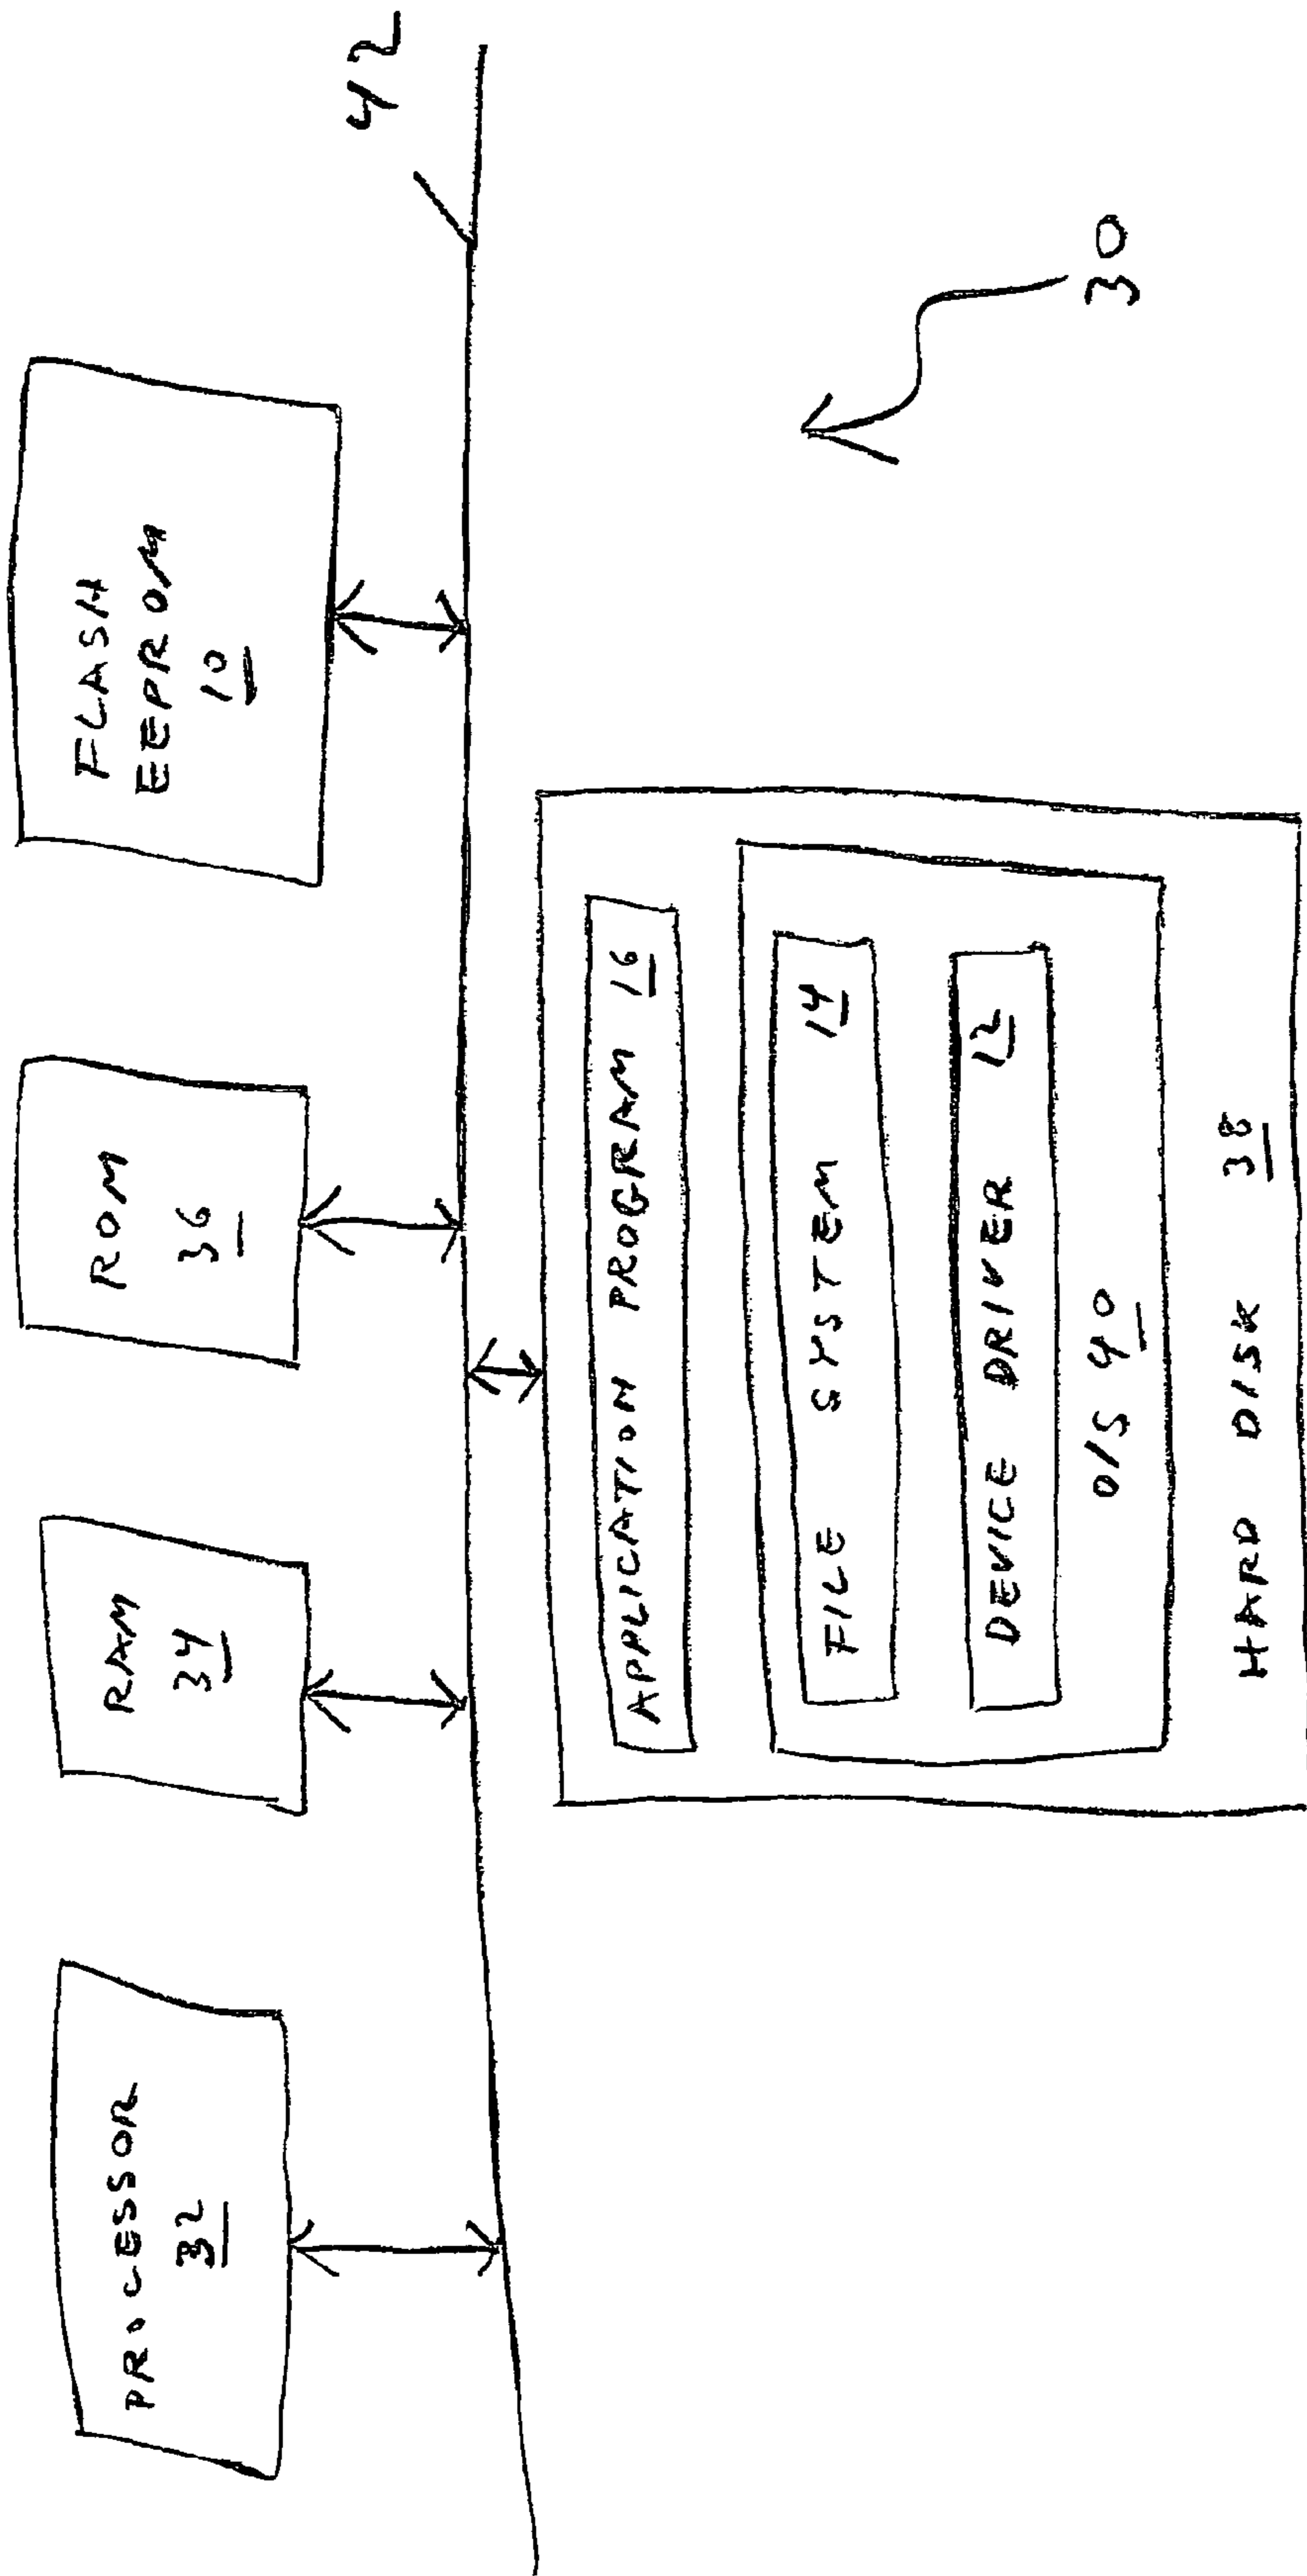 PROCESSOR
32
RAM
34
ROM
36
FLASH
EEPROM
10
42
APPLICATION PROGRAM 16
FILE SYSTEM 14
DEVICE DRIVER 12
O/S 40
HARD DISK 38
30